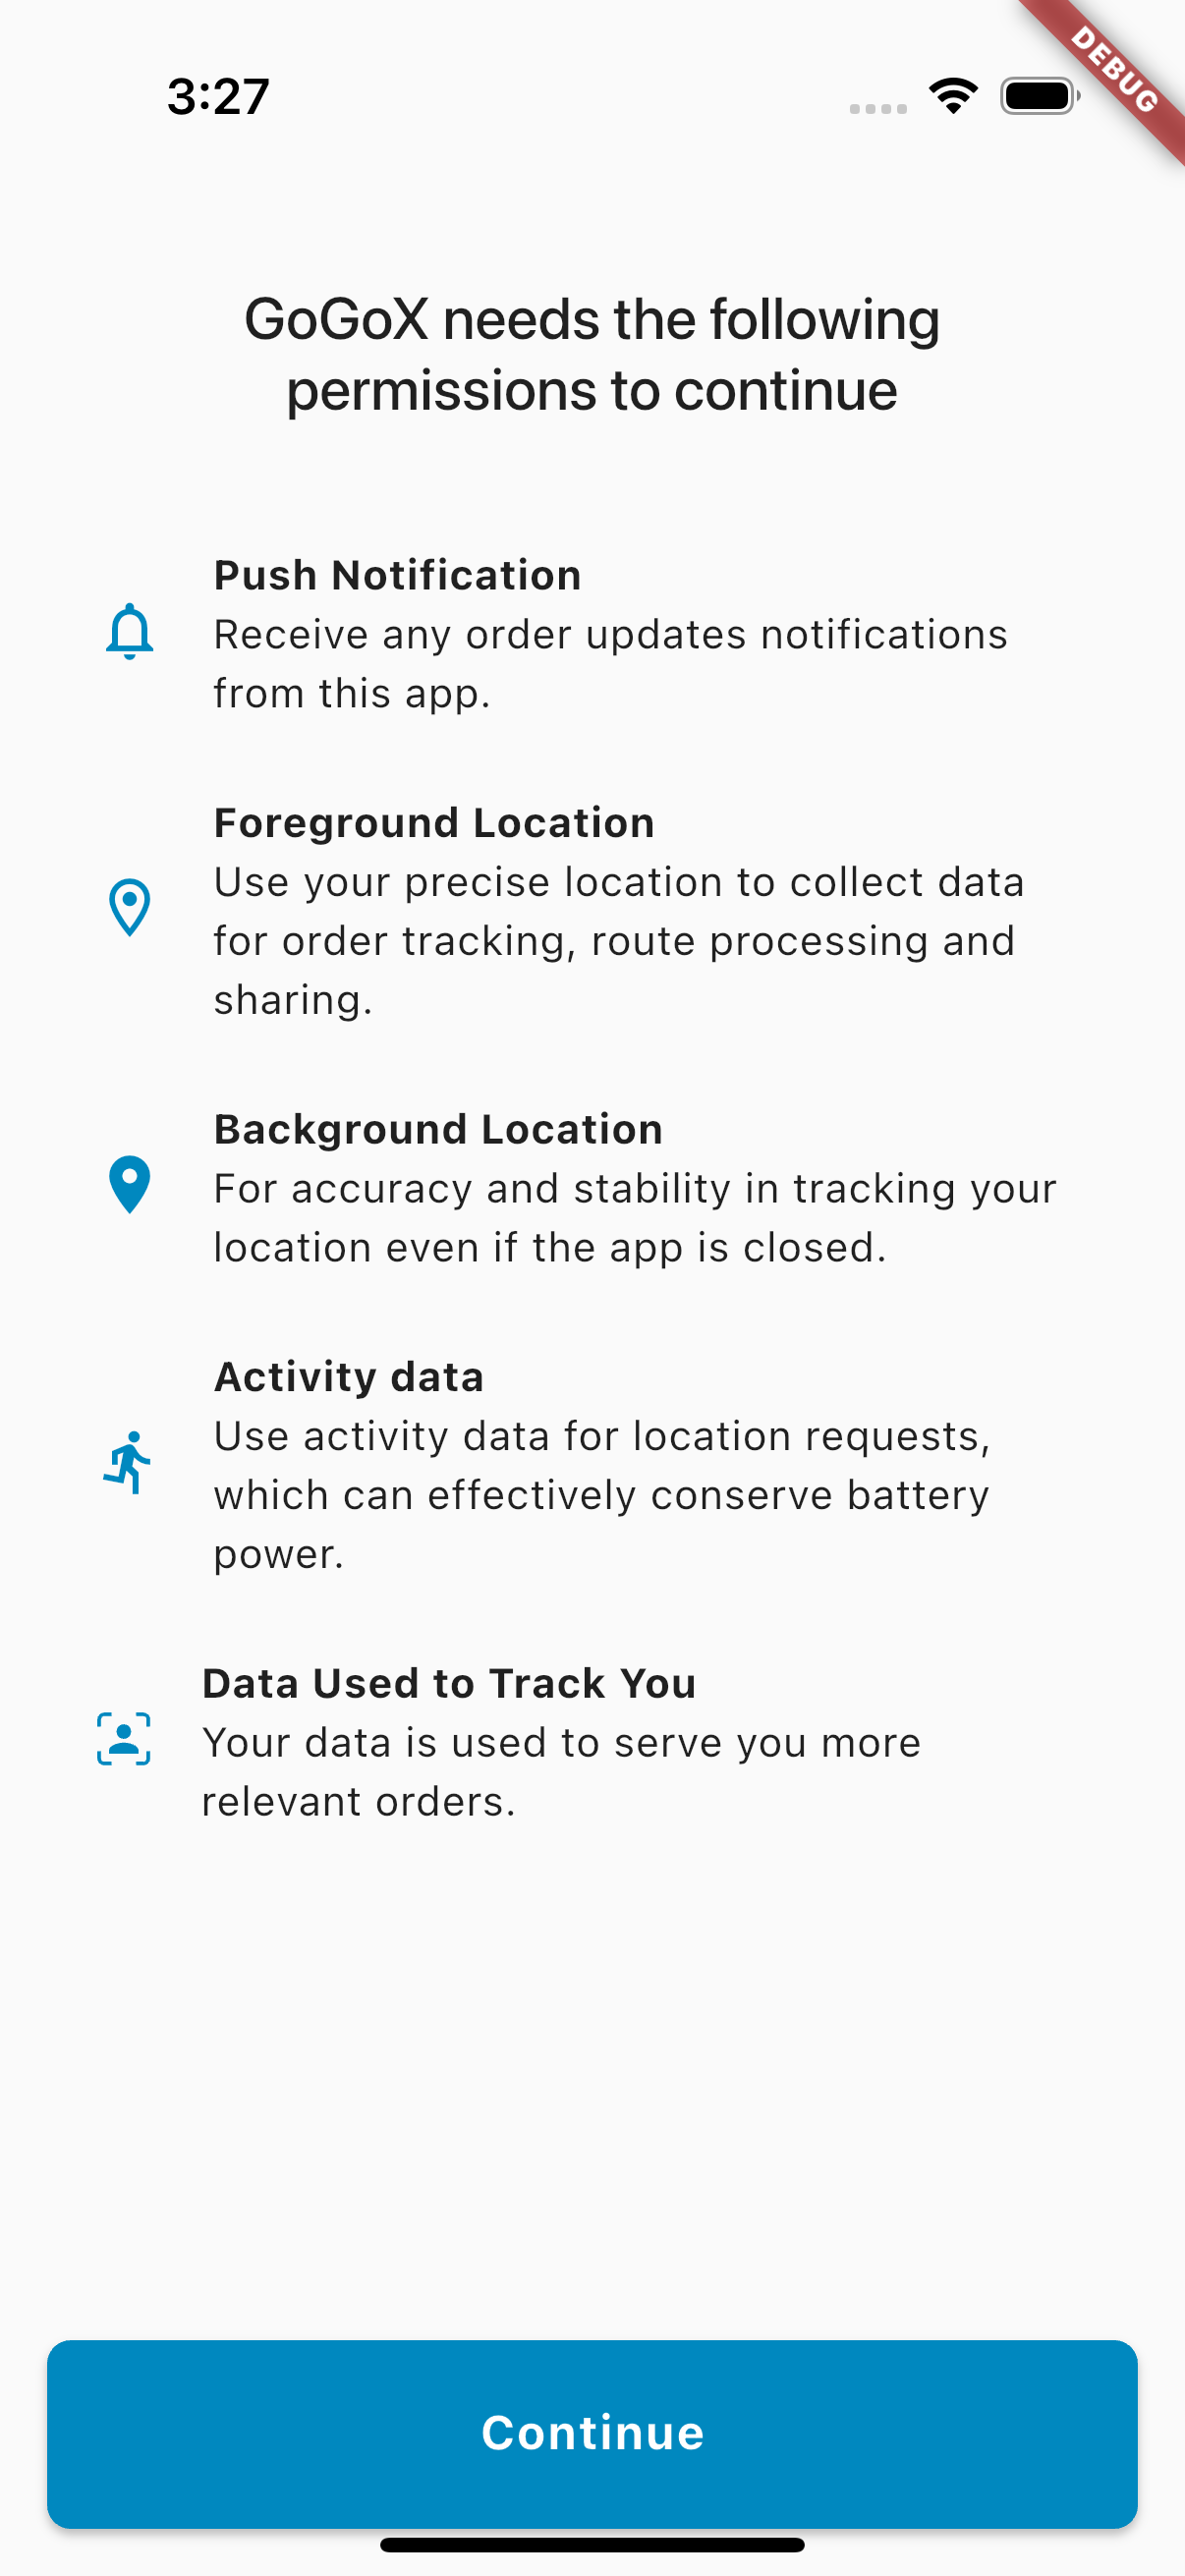 3:27
DEBUG
GoGoX needs the following
permissions to continue
Push Notification
Receive any order updates notifications
from this app.
Foreground Location
Use your precise location to collect data
for order tracking, route processing and
sharing.
Background Location
For accuracy and stability in tracking your
location even if the app is closed.
Activity data
Use activity data for location requests,
which can effectively conserve battery
power.
Data Used to Track You
Your data is used to serve you more
relevant orders.
Continue